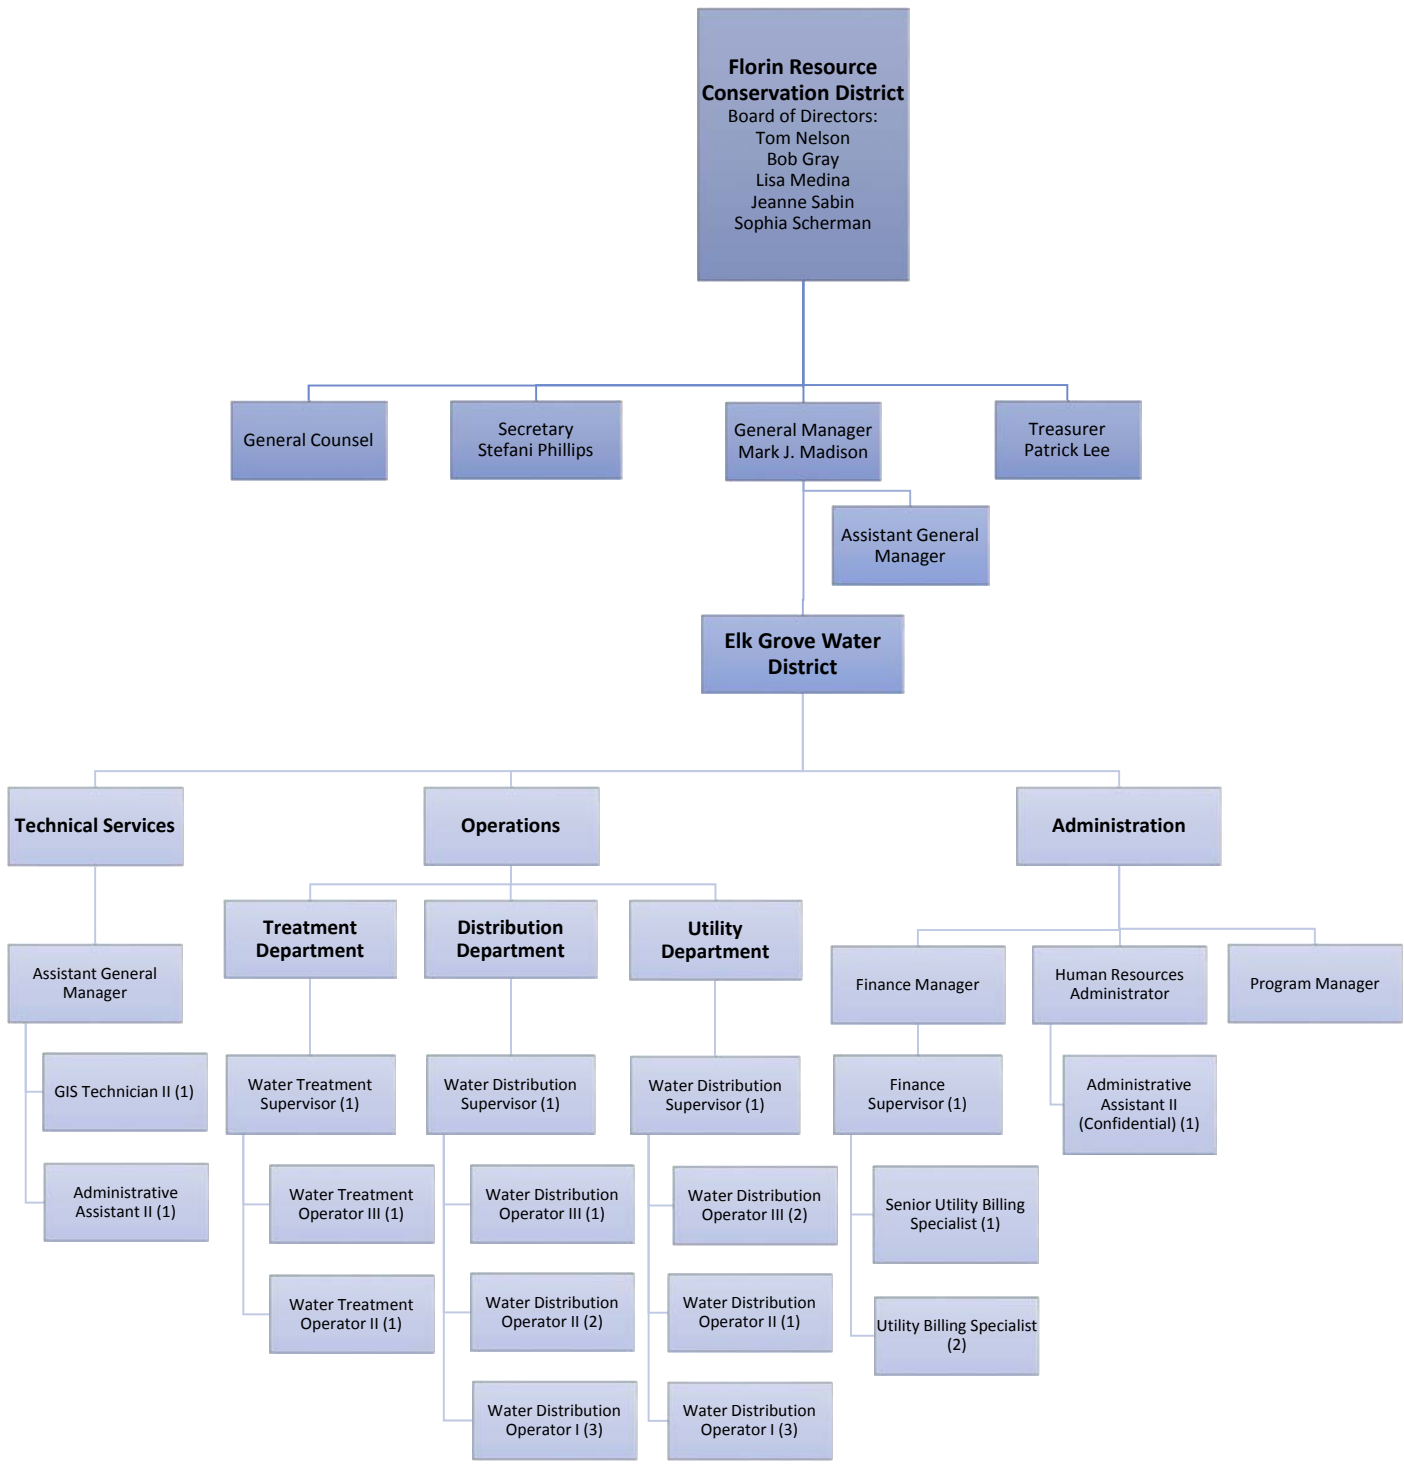 Florin Resource
Conservation District
Board of Directors:
Tom Nelson
Bob Gray
Lisa Medina
Jeanne Sabin
Sophia Scherman
General Counsel
Secretary
Stefani Phillips
General Manager
Mark J. Madison
Treasurer
Patrick Lee
Assistant General
Manager
Elk Grove Water
District
Technical Services
Operations
Administration
Treatment
Department
Distribution
Department
Utility
Department
Assistant General
Manager
Finance Manager
Human Resources
Administrator
Program Manager
GIS Technician II (1)
Water Treatment
Supervisor (1)
Water Distribution
Supervisor (1)
Water Distribution
Supervisor (1)
Finance
Supervisor (1)
Administrative
Assistant II
(Confidential) (1)
Administrative
Assistant II (1)
Water Treatment
Operator III (1)
Water Distribution
Operator III (1)
Water Distribution
Operator III (2)
Senior Utility Billing
Specialist (1)
Water Treatment
Operator II (1)
Water Distribution
Operator II (2)
Water Distribution
Operator II (1)
Utility Billing Specialist
(2)
Water Distribution
Operator I (3)
Water Distribution
Operator I (3)